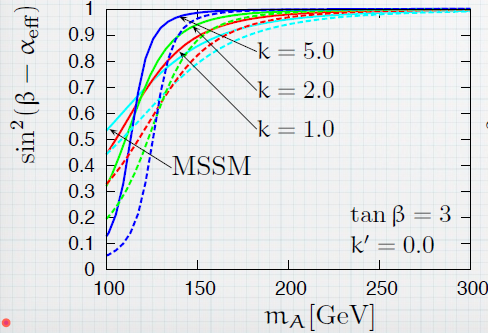 1
0.9
0.8
0.7
0.6
0.5
0.4
0.3
0.2
0.1
0
sin²(β − α_eff)
k = 5.0
k = 2.0
k = 1.0
MSSM
tan β = 3
k′ = 0.0
100 150 200 250 300
m_A[GeV]